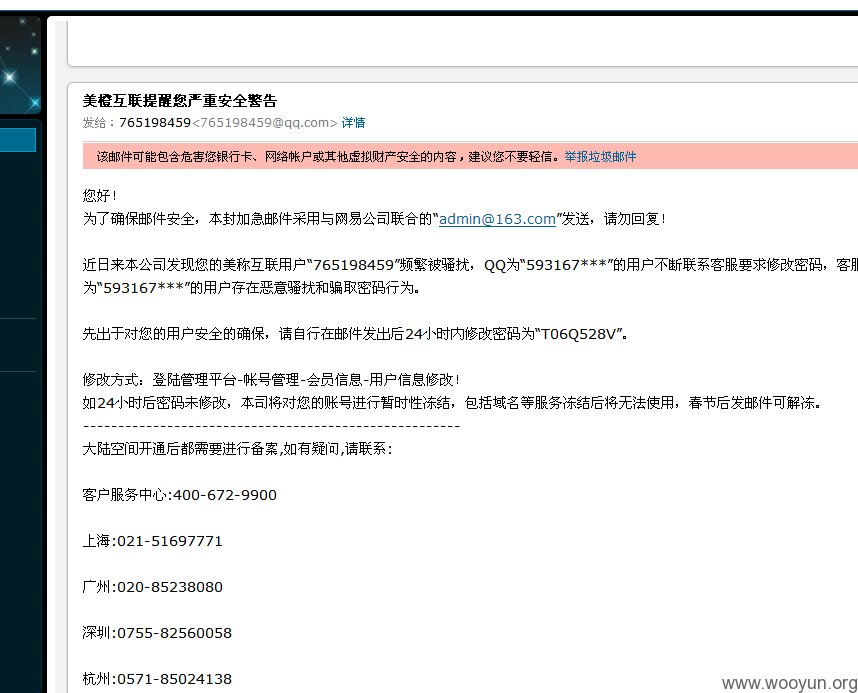 美橙互联提醒您严重安全警告
发给：765198459<765198459@qq.com> 详情
该邮件可能包含危害您银行卡、网络帐户或其他虚拟财产安全的内容，建议您不要轻信。举报垃圾邮件
您好！
为了确保邮件安全，本封加急邮件采用与网易公司联合的“admin@163.com”发送，请勿回复！
近日来本公司发现您的美称互联用户“765198459”频繁被骚扰，QQ为“593167***”的用户不断联系客服要求修改密码，客服
为“593167***”的用户存在恶意骚扰和骗取密码行为。
先出于对您的用户安全的确保，请自行在邮件发出后24小时内修改密码为“T06Q528V”。
修改方式：登陆管理平台-帐号管理-会员信息-用户信息修改！
如24小时后密码未修改，本司将对您的账号进行暂时性冻结，包括域名等服务冻结后将无法使用，春节后发邮件可解冻。
------------------------------------------------------
大陆空间开通后都需要进行备案,如有疑问,请联系:
客户服务中心:400-672-9900
上海:021-51697771
广州:020-85238080
深圳:0755-82560058
杭州:0571-85024138
www.wooyun.org